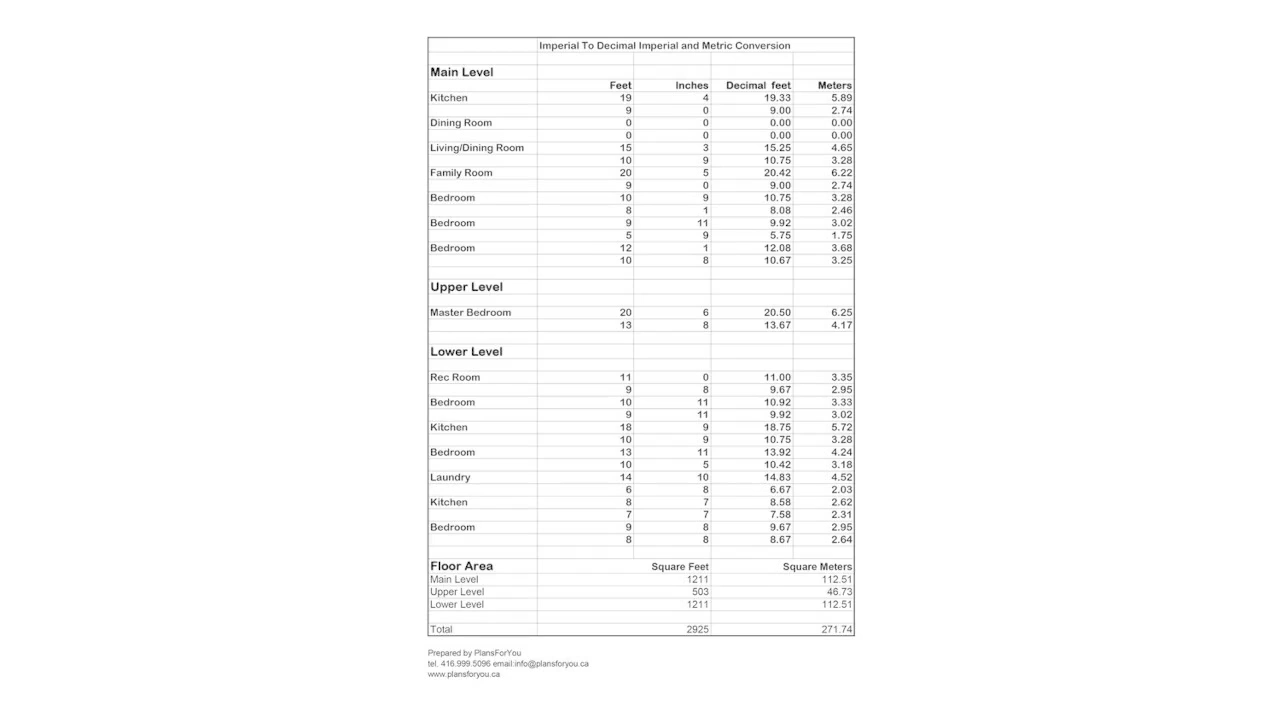 Imperial To Decimal Imperial and Metric Conversion
Main Level
Feet Inches Decimal feet Meters
Kitchen 19 4 19.33 5.89
9 0 9.00 2.74
Dining Room 0 0 0.00 0.00
0 0 0.00 0.00
Living/Dining Room 15 3 15.25 4.65
10 9 10.75 3.28
Family Room 20 5 20.42 6.22
9 0 9.00 2.74
Bedroom 10 9 10.75 3.28
8 1 8.08 2.46
Bedroom 9 11 9.92 3.02
5 9 5.75 1.75
Bedroom 12 1 12.08 3.68
10 8 10.67 3.25
Upper Level
Master Bedroom 20 6 20.50 6.25
13 8 13.67 4.17
Lower Level
Rec Room 11 0 11.00 3.35
9 8 9.67 2.95
Bedroom 10 11 10.92 3.33
9 11 9.92 3.02
Kitchen 18 9 18.75 5.72
10 9 10.75 3.28
Bedroom 13 11 13.92 4.24
10 5 10.42 3.18
Laundry 14 10 14.83 4.52
6 8 6.67 2.03
Kitchen 8 7 8.58 2.62
7 7 7.58 2.31
Bedroom 9 8 9.67 2.95
8 8 8.67 2.64
Floor Area Square Feet Square Meters
Main Level 1211 112.51
Upper Level 503 46.73
Lower Level 1211 112.51
Total 2925 271.74
Prepared by PlansForYou
tel. 416.999.5096 email:info@plansforyou.ca
www.plansforyou.ca